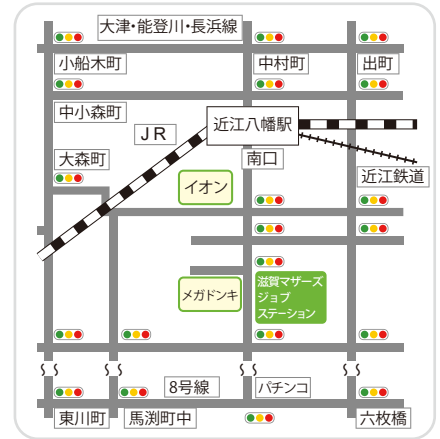 大津・能登川・長浜線
小船木町
中村町
出町
中小森町
近江八幡駅
JR
大森町
南口
近江鉄道
イオン
メガドンキ
滋賀マザーズ
ジョブ
ステーション
8号線
パチンコ
東川町
馬渕町中
六枚橋